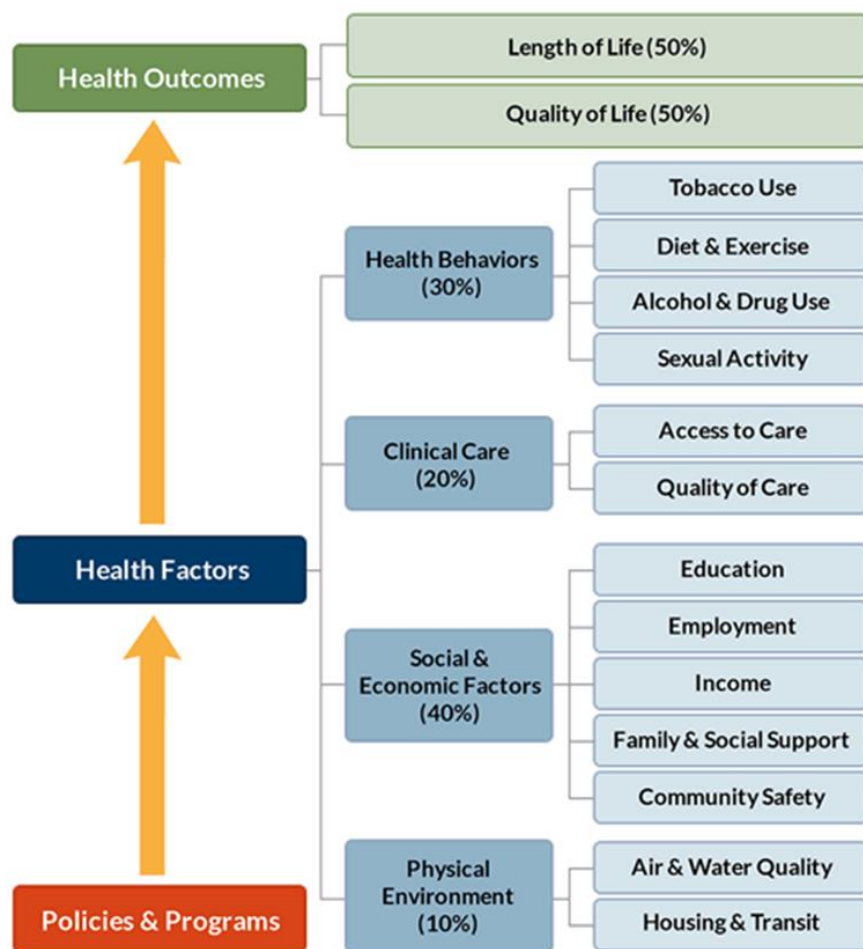 Health Outcomes
Length of Life (50%)
Quality of Life (50%)
Health Factors
Health Behaviors
(30%)
Tobacco Use
Diet & Exercise
Alcohol & Drug Use
Sexual Activity
Clinical Care
(20%)
Access to Care
Quality of Care
Social &
Economic Factors
(40%)
Education
Employment
Income
Family & Social Support
Community Safety
Physical
Environment
(10%)
Air & Water Quality
Housing & Transit
Policies & Programs